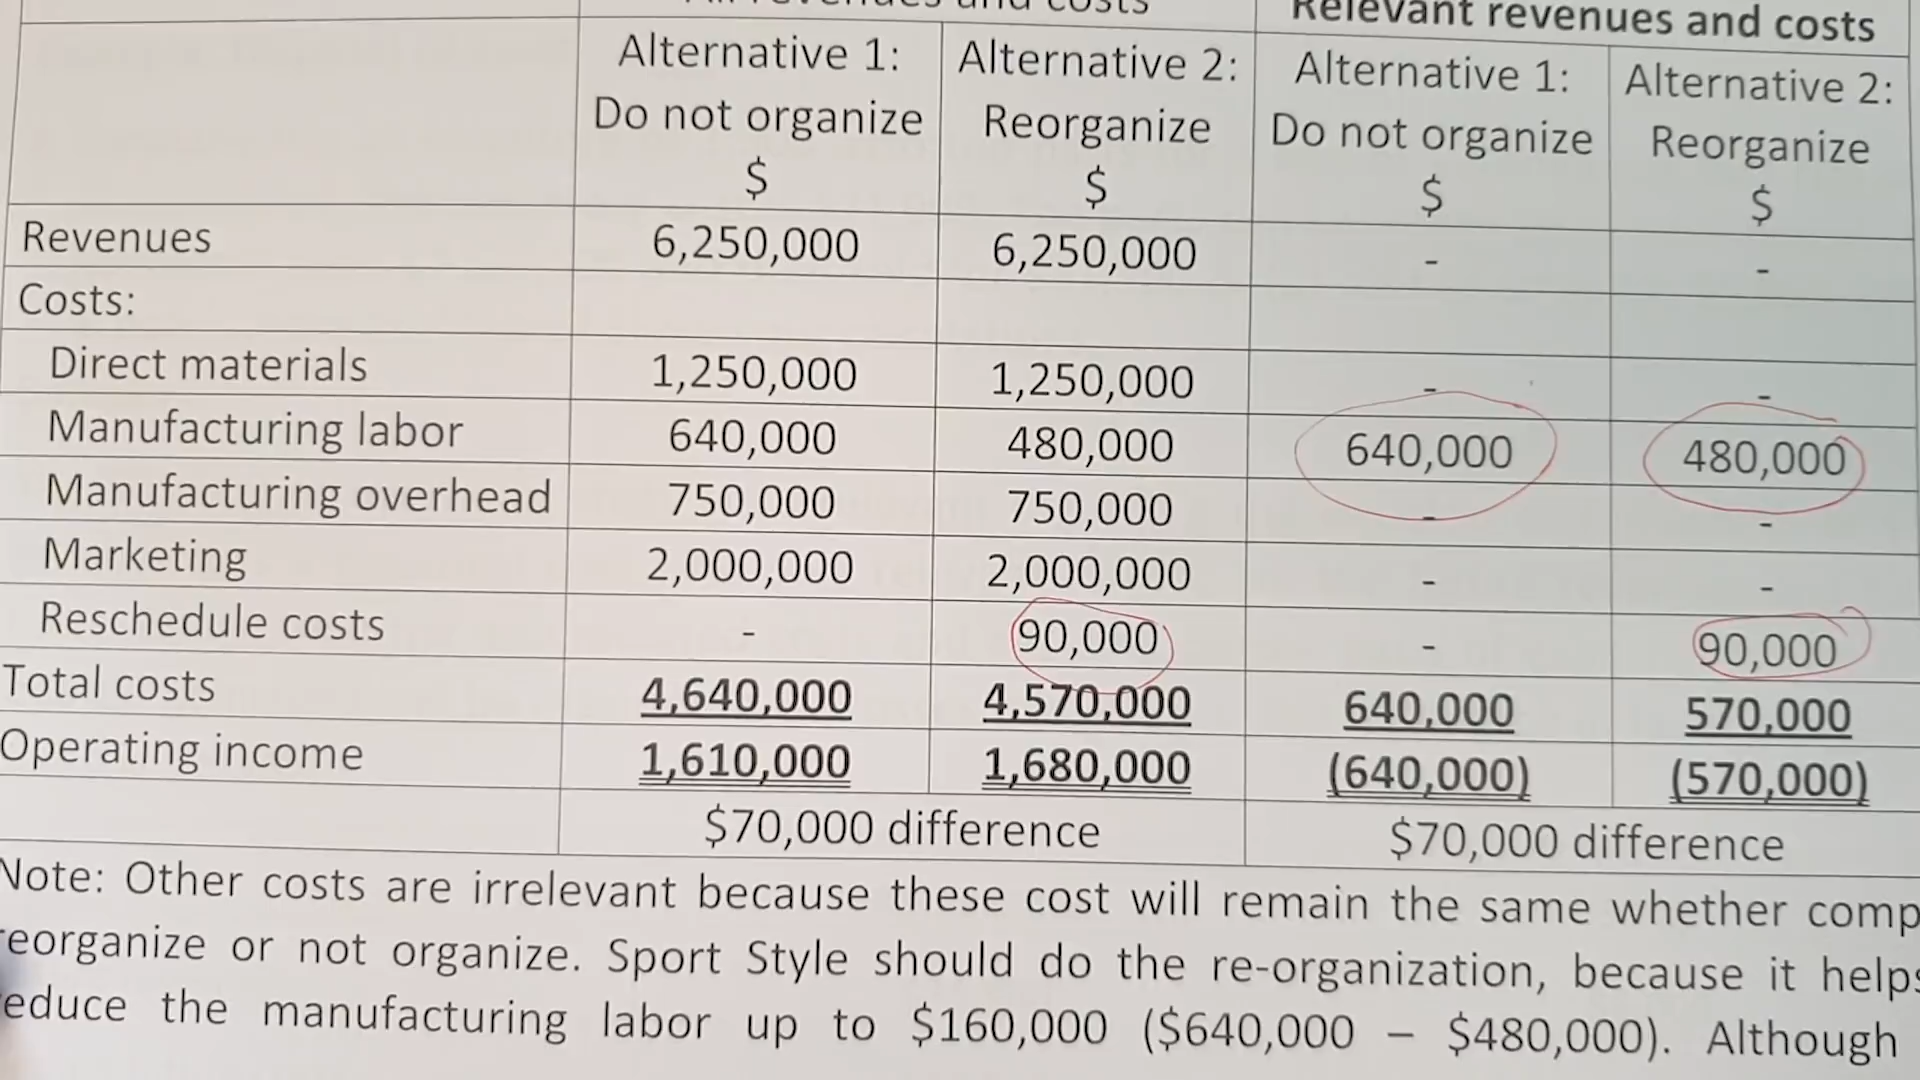 Relevant revenues and costs
Alternative 1: Alternative 2: Alternative 1: Alternative 2:
Do not organize Reorganize Do not organize Reorganize
$ $ $ $
Revenues 6,250,000 6,250,000 - -
Costs:
Direct materials 1,250,000 1,250,000 - -
Manufacturing labor 640,000 480,000 640,000 480,000
Manufacturing overhead 750,000 750,000 - -
Marketing 2,000,000 2,000,000 - -
Reschedule costs - 90,000 - 90,000
Total costs 4,640,000 4,570,000 640,000 570,000
Operating income 1,610,000 1,680,000 (640,000) (570,000)
$70,000 difference $70,000 difference
Note: Other costs are irrelevant because these cost will remain the same whether comp
eorganize or not organize. Sport Style should do the re-organization, because it helps
educe the manufacturing labor up to $160,000 ($640,000 – $480,000). Although